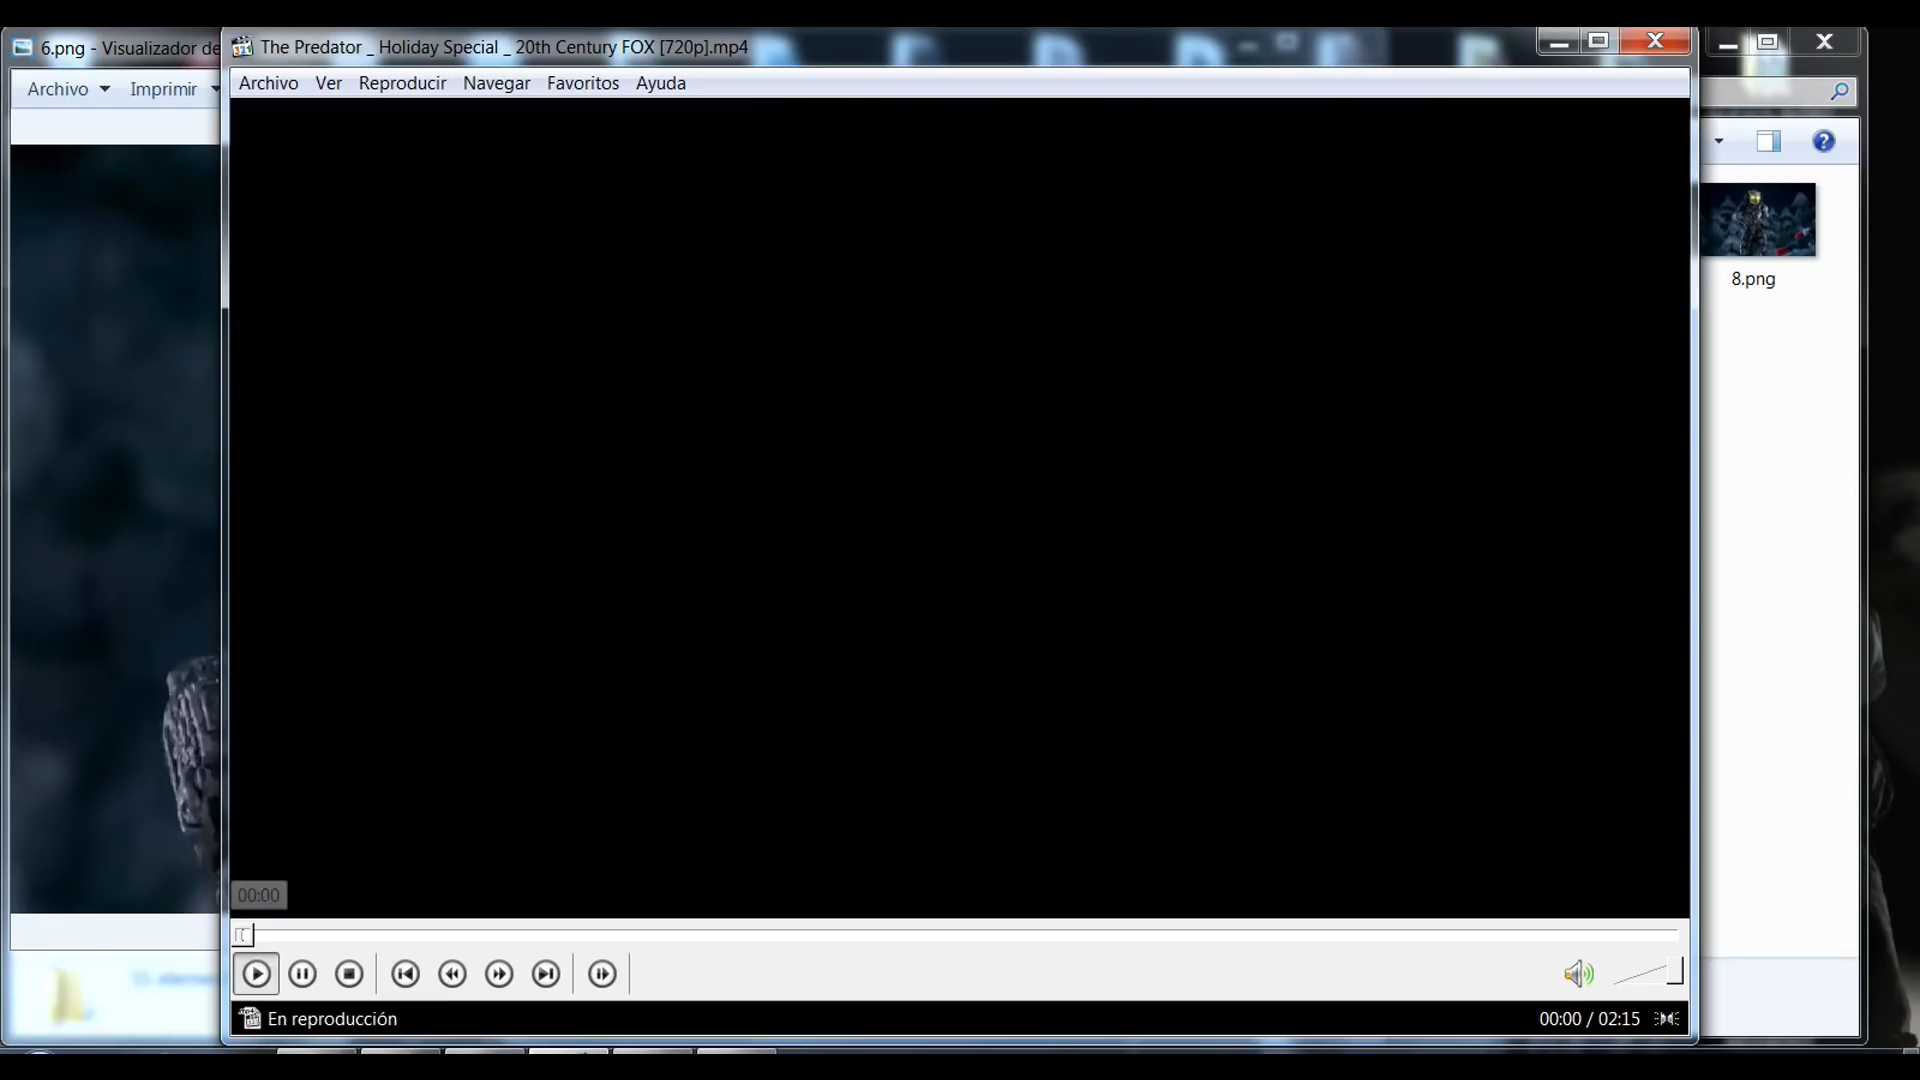 6.png - Visualizador de
The Predator _ Holiday Special _ 20th Century FOX [720p].mp4
Archivo Imprimir
Archivo Ver Reproducir Navegar Favoritos Ayuda
8.png
00:00
En reproducción
00:00 / 02:15